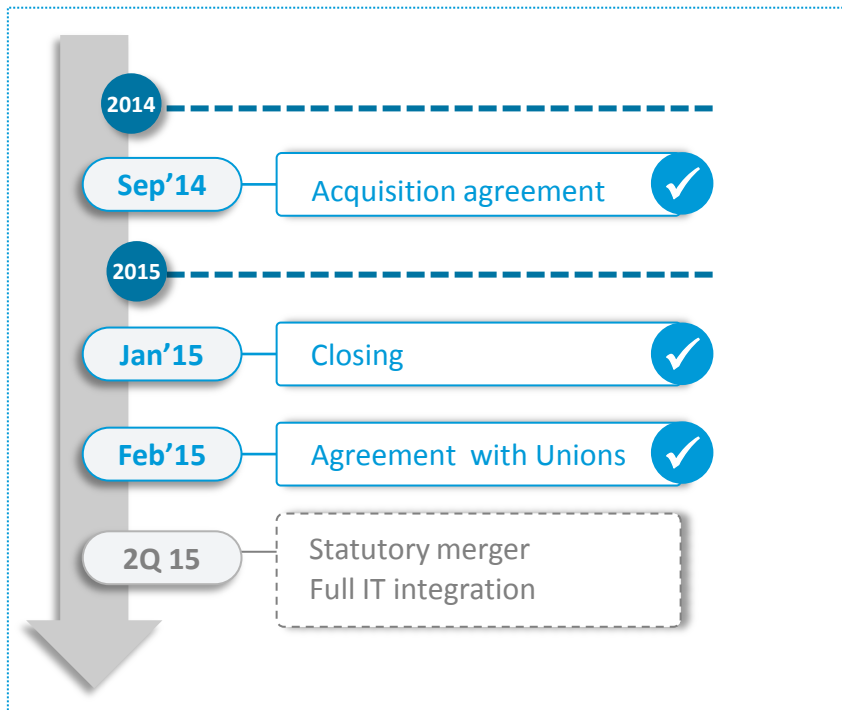 2014
Sep’14
Acquisition agreement
2015
Jan’15
Closing
Feb’15
Agreement  with Unions
2Q 15
Statutory merger
Full IT integration